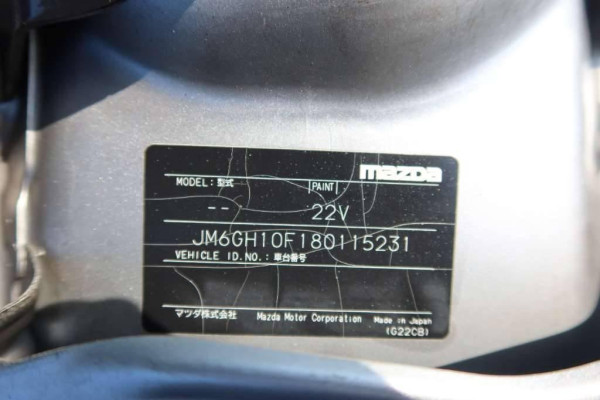 mazda
MODEL: 型式 PAINT
-- 22V
JM6GH10F180115231
VEHICLE ID.NO.: 車台番号
マツダ株式会社 Mazda Motor Corporation Made in Japan
(G22CB)